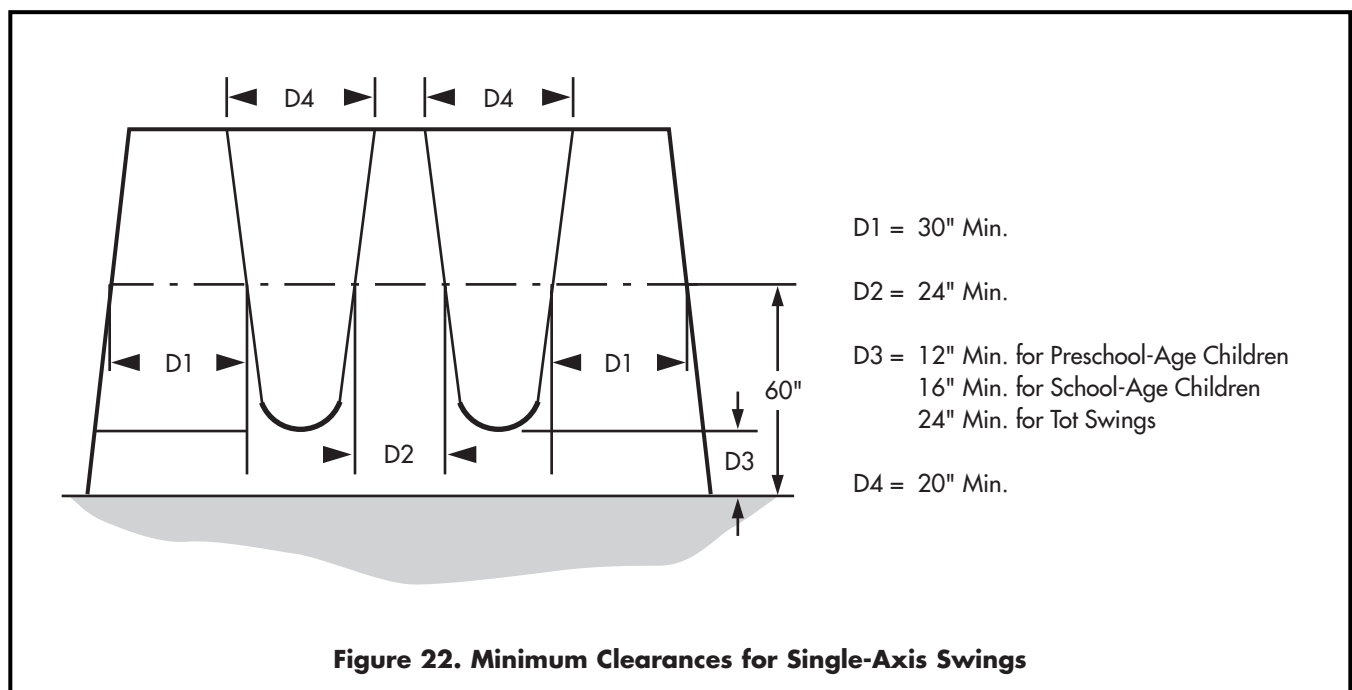 D4 D4
D1 = 30" Min.
D2 = 24" Min.
D3 = 12" Min. for Preschool-Age Children
D1 D1
16" Min. for School-Age Children
60"
24" Min. for Tot Swings
D2 D3
D4 = 20" Min.
Figure 22. Minimum Clearances for Single-Axis Swings